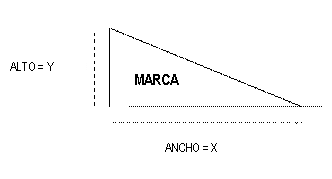 ALTO = Y
MARCA
ANCHO = X